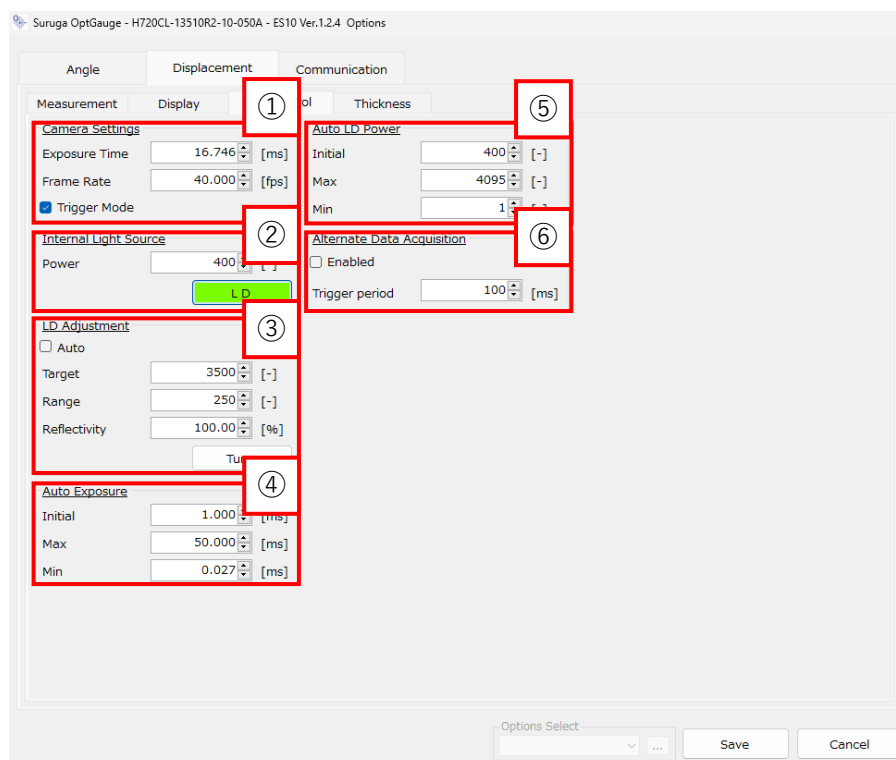 Suruga OptGauge - H720CL-13510R2-10-050A - ES10 Ver.1.2.4  Options
Angle Displacement Communication
Measurement Display ol Thickness
① ⑤
Camera Settings
Exposure Time 16.746 [ms]
Frame Rate 40.000 [fps]
Trigger Mode
②
Internal Light Source
Power 400
LD
③
LD Adjustment
Auto
Target 3500 [-]
Range 250 [-]
Reflectivity 100.00 [%]
Tu
④
Auto Exposure
Initial 1.000 [ms]
Max 50.000 [ms]
Min 0.027 [ms]
Auto LD Power
Initial 400 [-]
Max 4095 [-]
Min 1
⑥
Alternate Data Acquisition
Enabled
Trigger period 100 [ms]
Options Select
...
Save Cancel